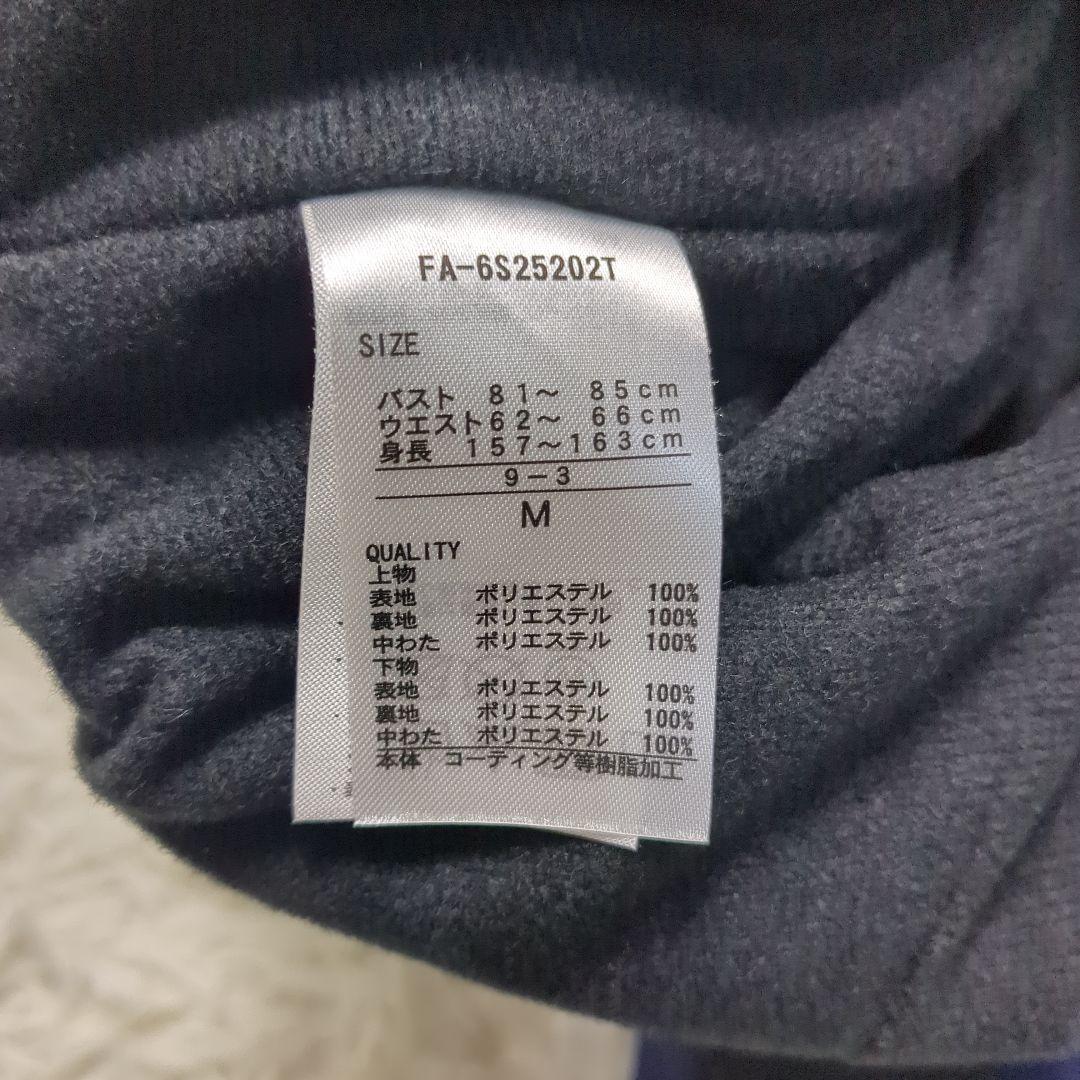 FA-6S25202T
SIZE
バスト 81～ 85cm
ウエスト62～ 66cm
身長 157～163cm
9-3
M
QUALITY
上物
表地 ポリエステル 100%
裏地 ポリエステル 100%
中わた ポリエステル 100%
下物
表地 ポリエステル 100%
裏地 ポリエステル 100%
中わた ポリエステル 100%
本体 コーティング等樹脂加工